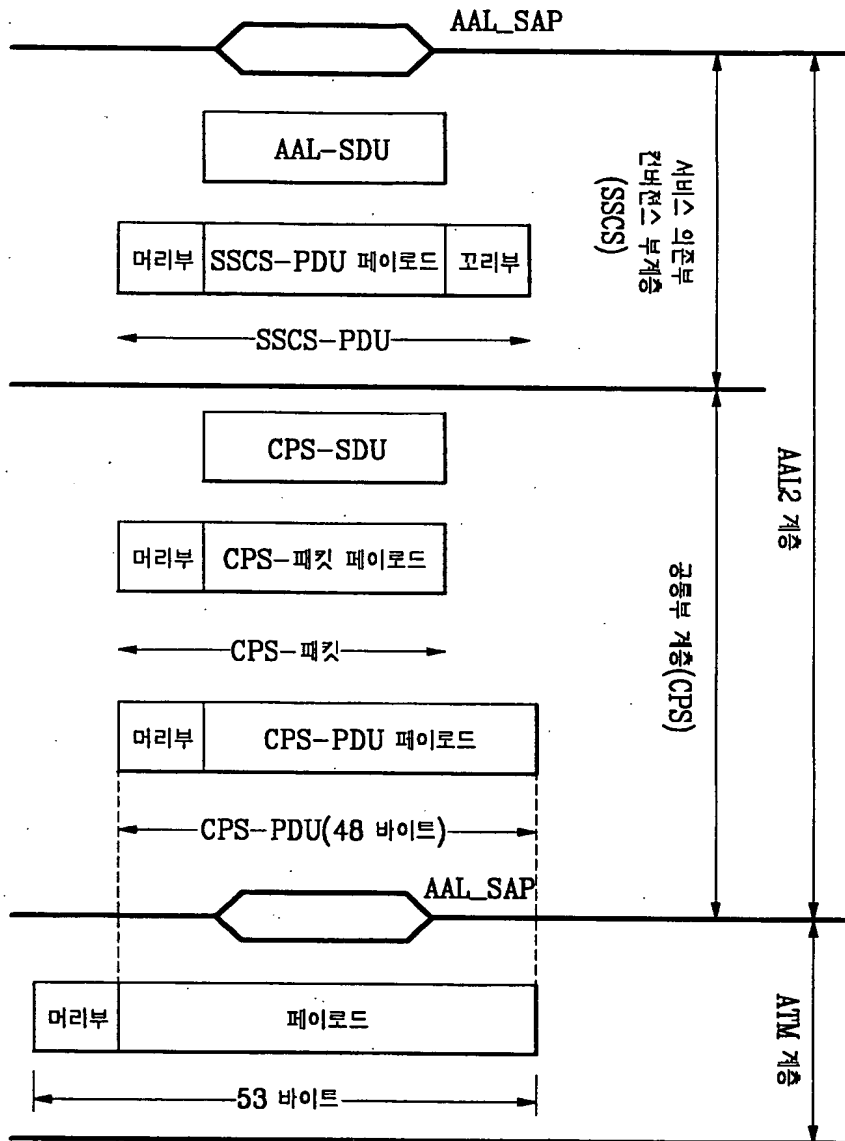 AAL_SAP
AAL-SDU
머리부 SSCS-PDU 페이로드 꼬리부
SSCS-PDU
서비스 의존부
컨버젼스 부계층
(SSCS)
CPS-SDU
머리부 CPS-패킷 페이로드
CPS-패킷
머리부 CPS-PDU 페이로드
CPS-PDU(48 바이트)
공통부 계층(CPS)
AAL2 계층
AAL_SAP
머리부 페이로드
53 바이트
ATM 계층